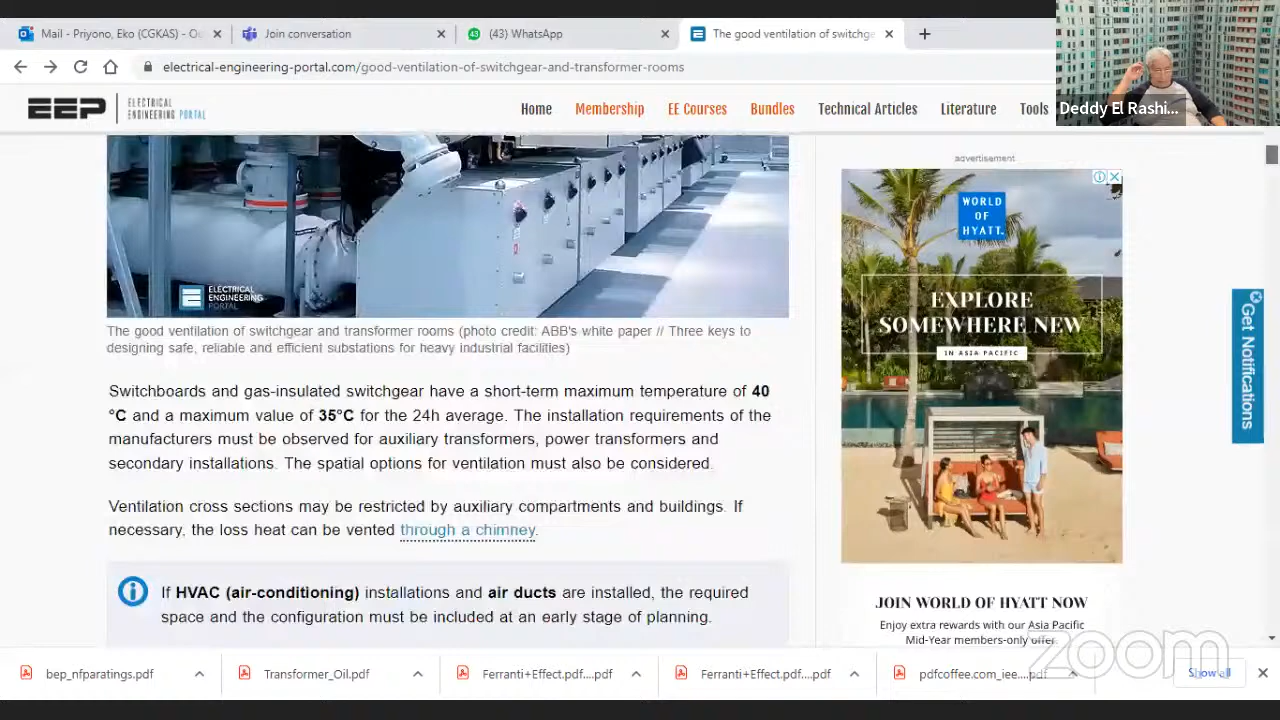 Mail - Priyono, Eko (CGKAS) - O
Join conversation
(43) WhatsApp
The good ventilation of switchg
electrical-engineering-portal.com/good-ventilation-of-switchgear-and-transformer-rooms
Deddy El Rashi...
EEP
ELECTRICAL
ENGINEERING PORTAL
Home
Membership
EE Courses
Bundles
Technical Articles
Literature
Tools
advertisement
WORLD
OF
HYATT.
EXPLORE
SOMEWHERE NEW
IN ASIA PACIFIC
Get Notifications
ELECTRICAL
ENGINEERING
PORTAL
The good ventilation of switchgear and transformer rooms (photo credit: ABB's white paper // Three keys to
designing safe, reliable and efficient substations for heavy industrial facilities)
Switchboards and gas-insulated switchgear have a short-term maximum temperature of 40
°C and a maximum value of 35°C for the 24h average. The installation requirements of the
manufacturers must be observed for auxiliary transformers, power transformers and
secondary installations. The spatial options for ventilation must also be considered.
Ventilation cross sections may be restricted by auxiliary compartments and buildings. If
necessary, the loss heat can be vented through a chimney.
If HVAC (air-conditioning) installations and air ducts are installed, the required
space and the configuration must be included at an early stage of planning.
JOIN WORLD OF HYATT NOW
Enjoy extra rewards with our Asia Pacific
Mid-Year members-only offer.
zoom
bep_nfparatings.pdf
Transformer_Oil.pdf
Ferranti+Effect.pdf....pdf
Ferranti+Effect.pdf....pdf
pdfcoffee.com_iee....pdf
Show all